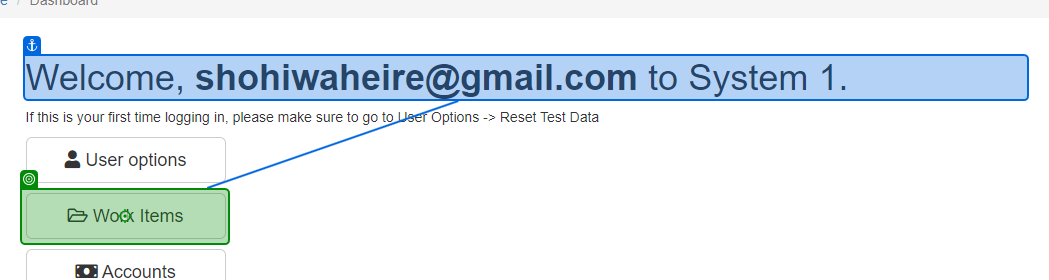 e / Dashboard
Welcome, shohiwaheire@gmail.com to System 1.
If this is your first time logging in, please make sure to go to User Options -> Reset Test Data
User options
Work Items
Accounts